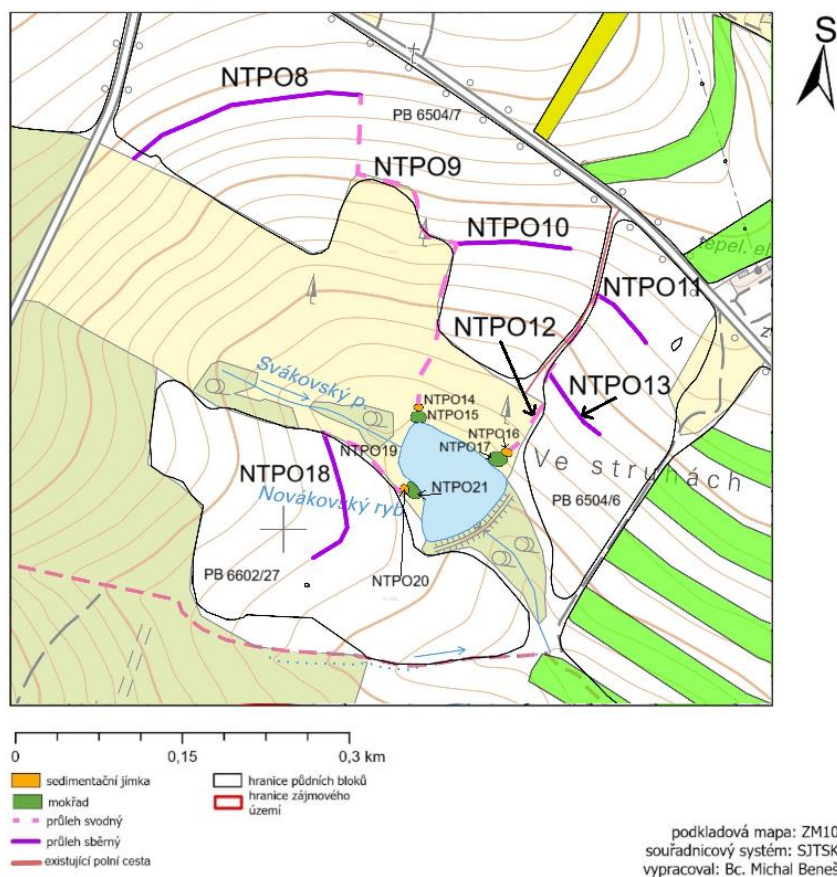 S
NTPO8
PB 6504/7
NTPO9
NTPO10
tepel. el
NTPO11
NTPO12
NTPO13
Svákovský p.
NTPO14
NTPO15
NTPO16
NTPO17
NTPO19
Ve struhách
NTPO18
NTPO21
Novákovský ryb
PB 6504/6
NTPO20
PB 6602/27
0 0,15 0,3 km
sedimentační jímka
mokřad
průleh svodný
průleh sběrný
existující polní cesta
hranice půdních bloků
hranice zájmového
území
podkladová mapa: ZM10
souřadnicový systém: SJTSK
vypracoval: Bc. Michal Beneš